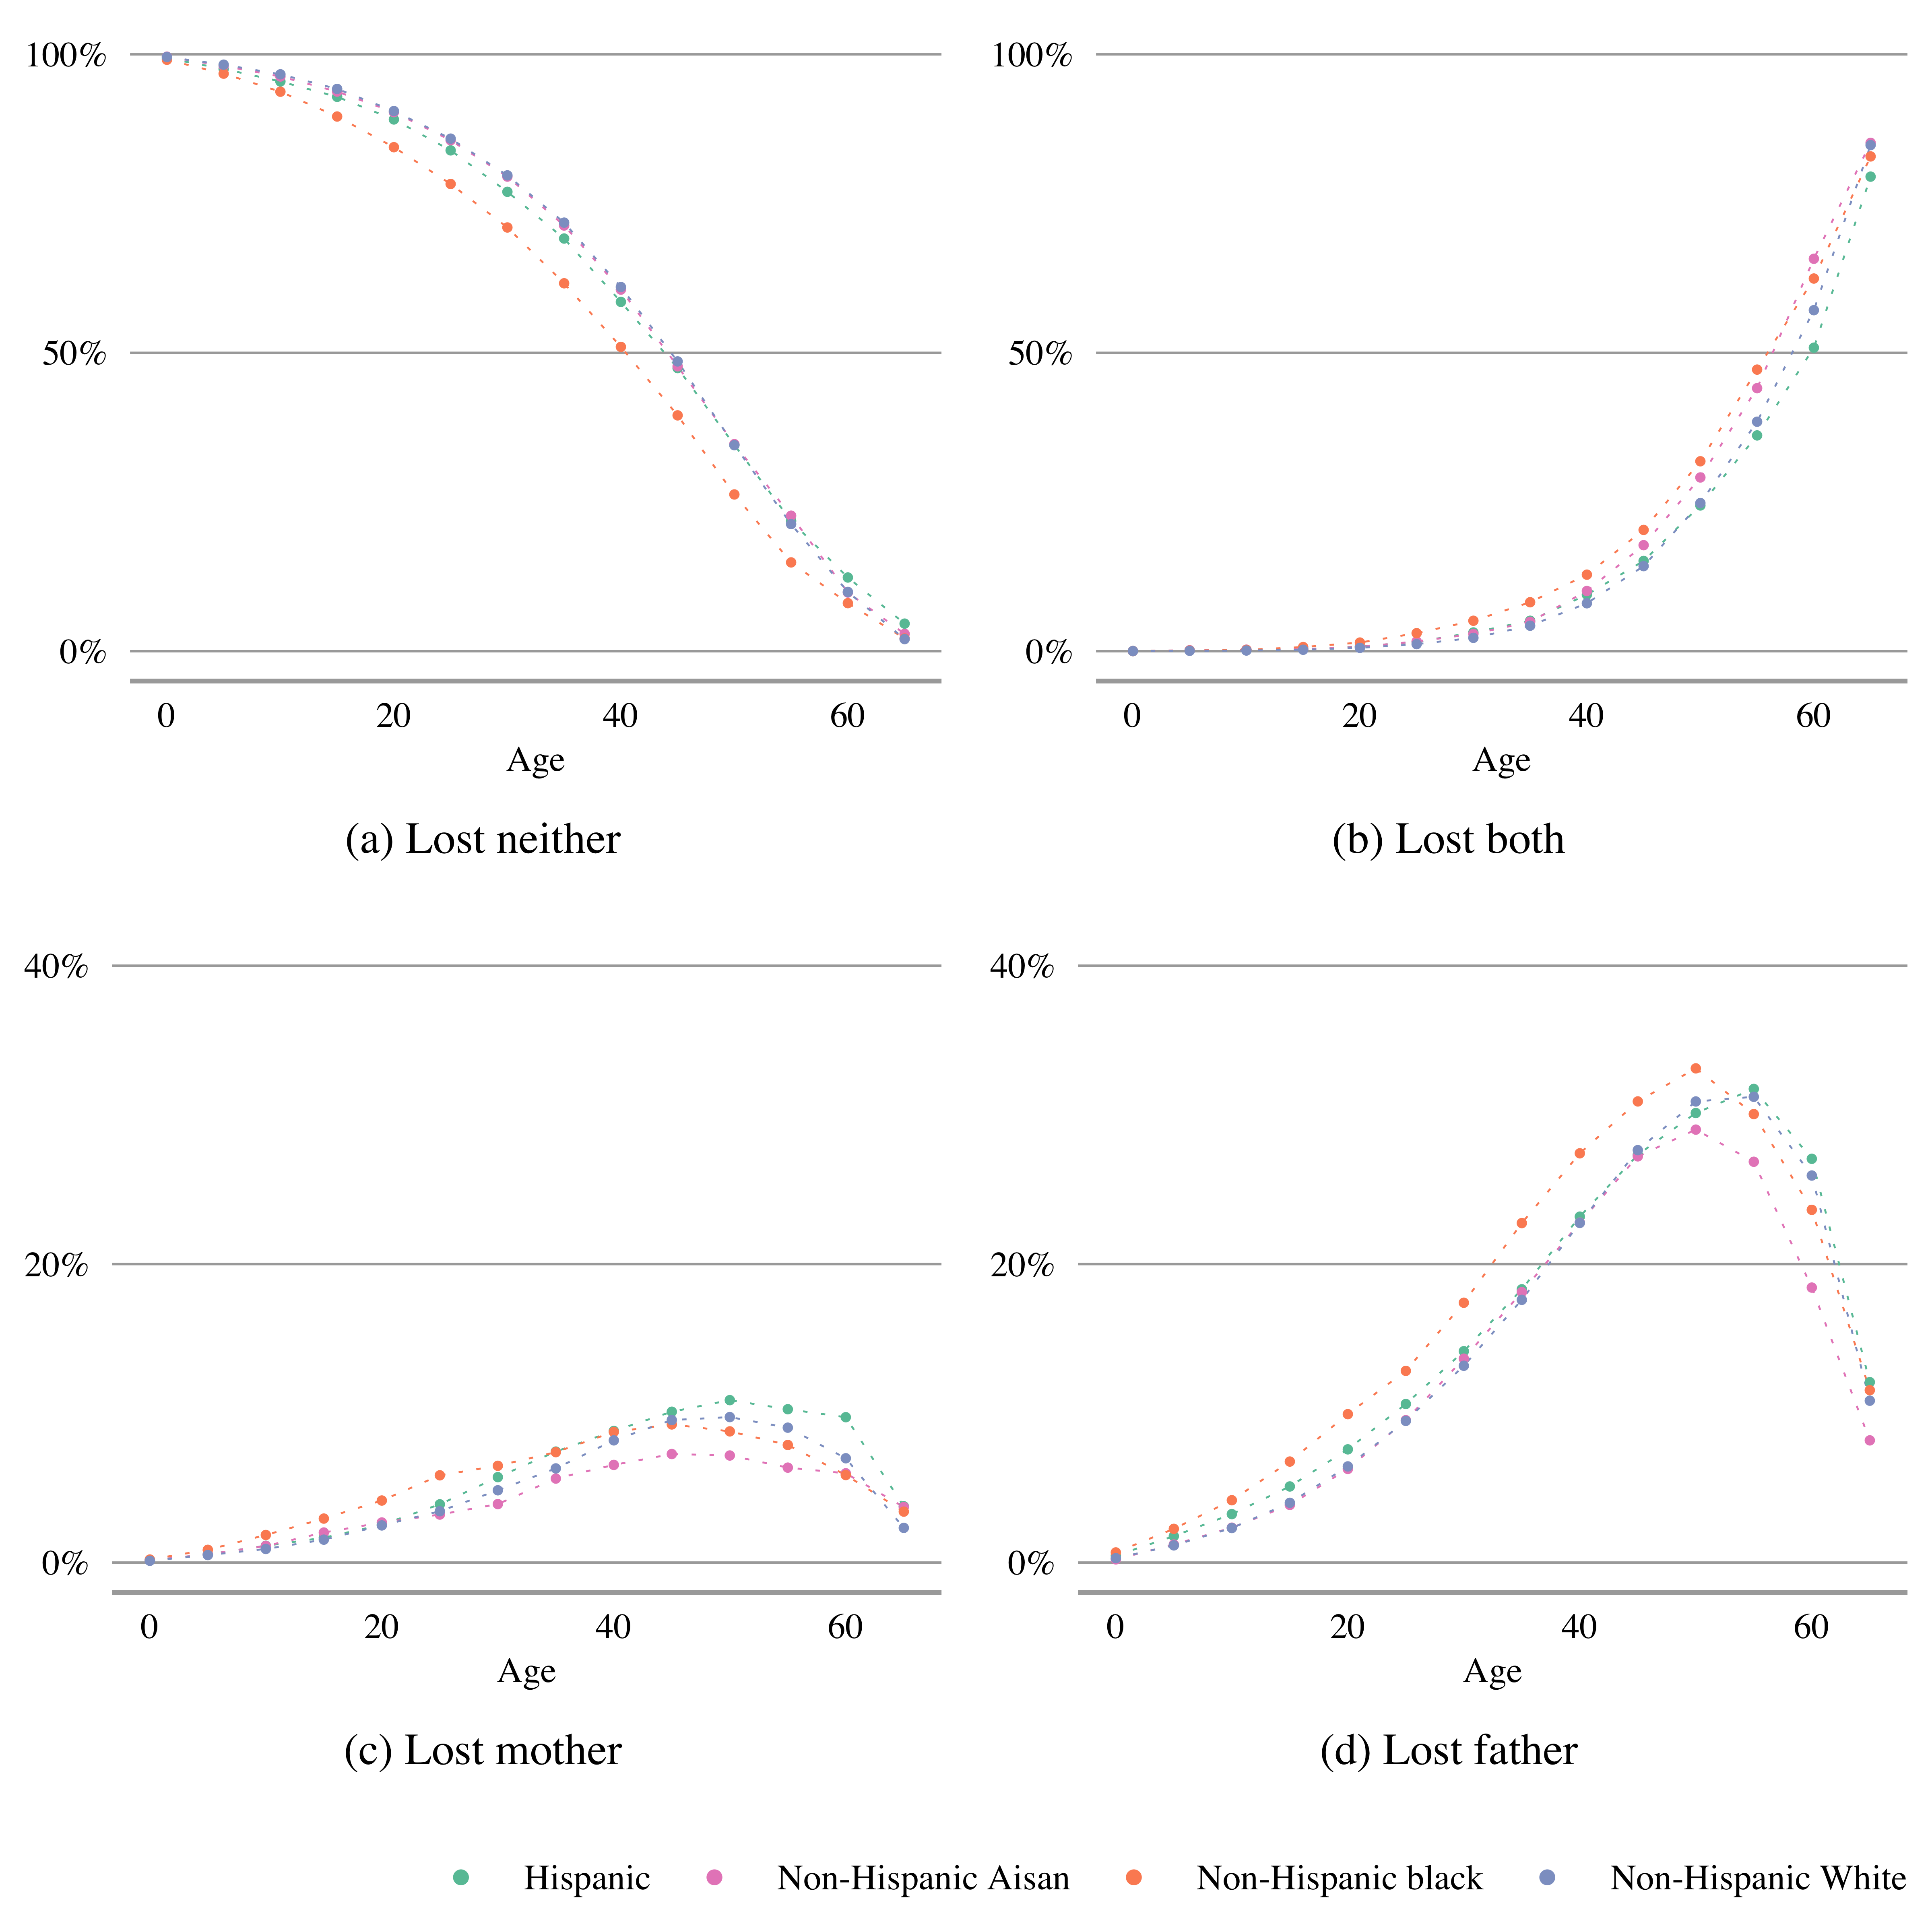 100%
50%
0%
0 20 40 60
Age
(a) Lost neither
100%
50%
0%
0 20 40 60
Age
(b) Lost both
40%
20%
0%
0 20 40 60
Age
(c) Lost mother
40%
20%
0%
0 20 40 60
Age
(d) Lost father
Hispanic Non-Hispanic Aisan Non-Hispanic black Non-Hispanic White